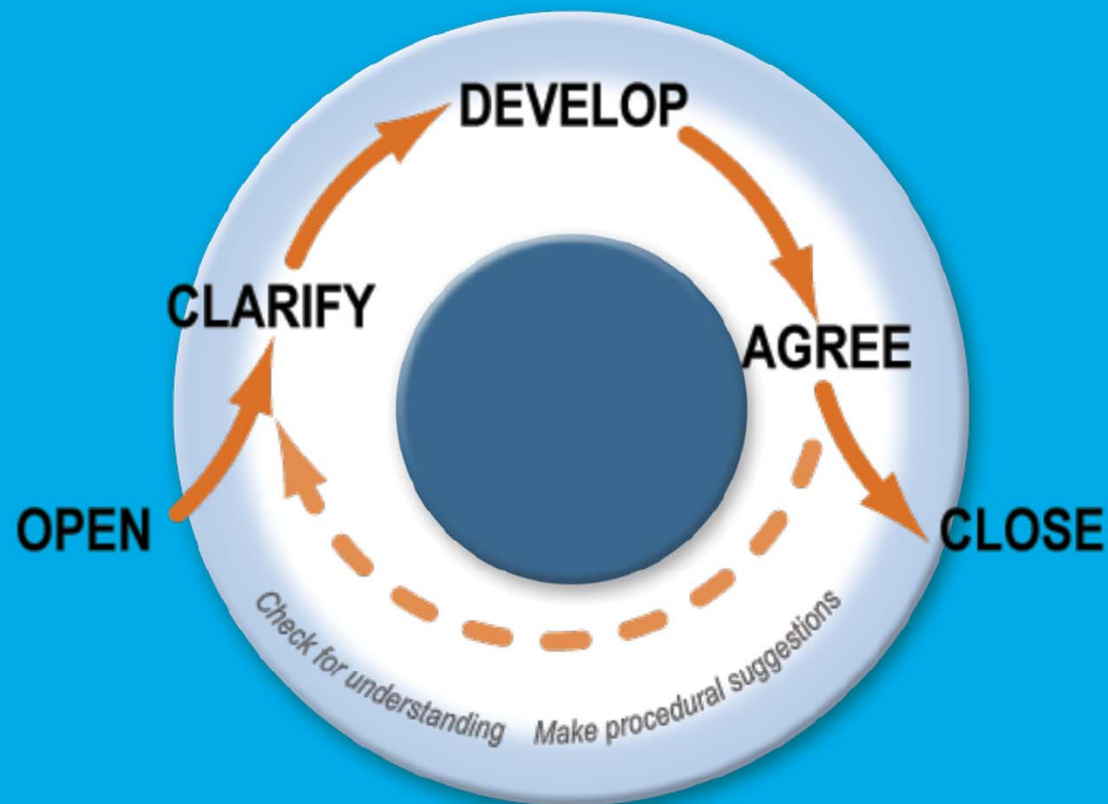 DEVELOP
CLARIFY
AGREE
OPEN
CLOSE
Check for understanding
Make procedural suggestions